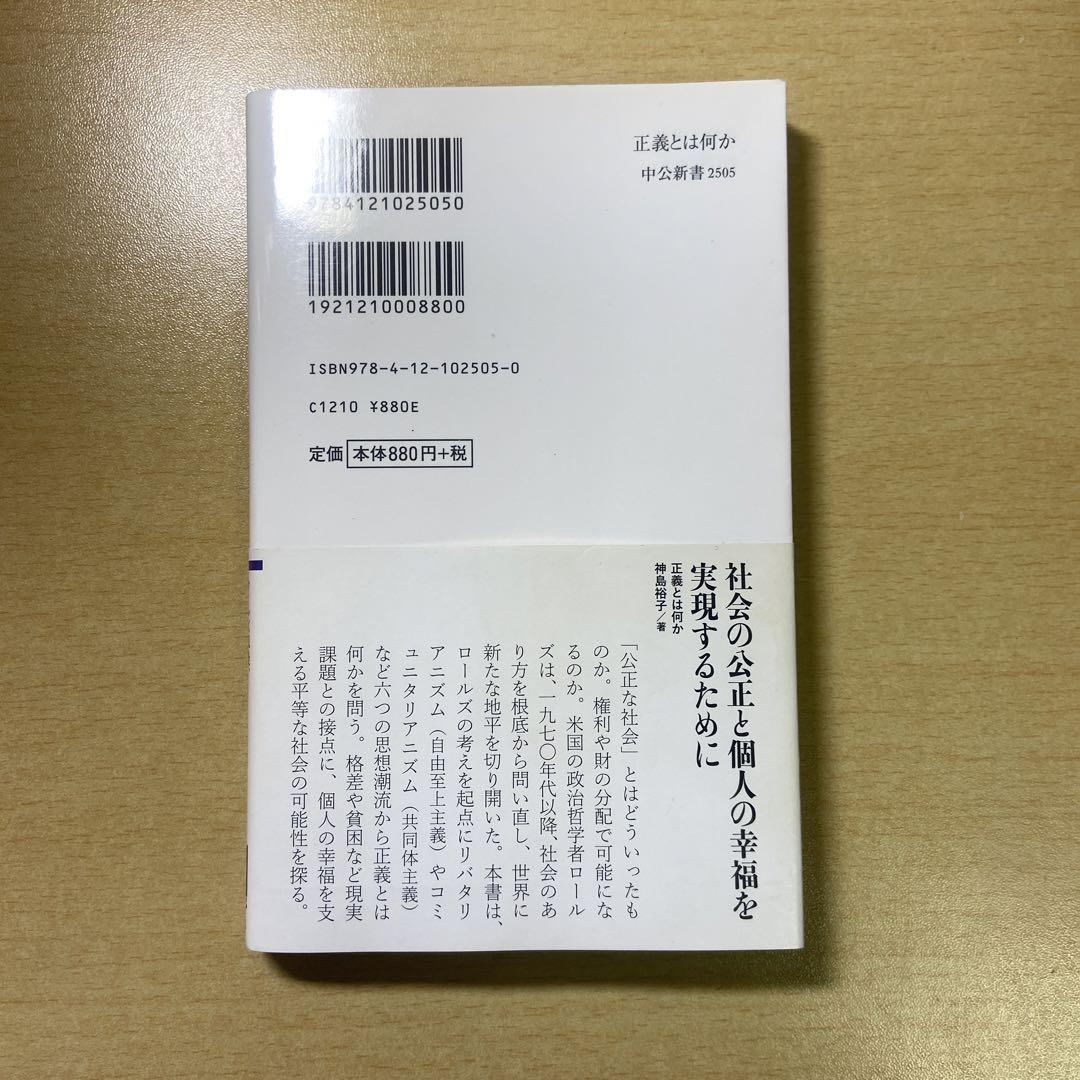 正義とは何か
中公新書 2505
9784121025050
1921210008800
ISBN978-4-12-102505-0
C1210 ¥880E
定価 本体880円+税
社会の公正と個人の幸福を
実現するために
正義とは何か
神島裕子/著
「公正な社会」とはどういったも
のか。権利や財の分配で可能にな
るのか。米国の政治哲学者ロール
ズは、一九七〇年代以降、社会のあ
り方を根底から問い直し、世界に
新たな地平を切り開いた。本書は、
ロールズの考えを起点にリバタリ
アニズム(自由至上主義)やコミ
ュニタリアニズム(共同体主義)
など六つの思想潮流から正義とは
何かを問う。格差や貧困など現実
課題との接点に、個人の幸福を支
える平等な社会の可能性を探る。